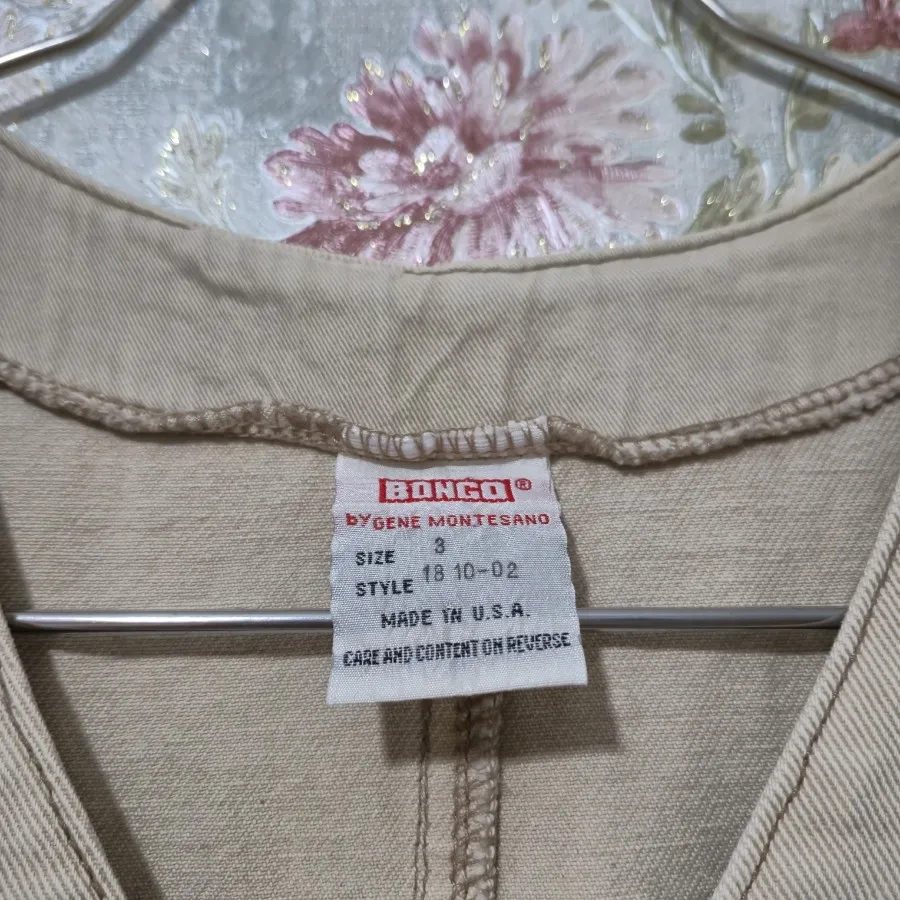 BONGO®
by GENE MONTESANO
SIZE 3
STYLE 18 10-02
MADE IN U.S.A.
CARE AND CONTENT ON REVERSE